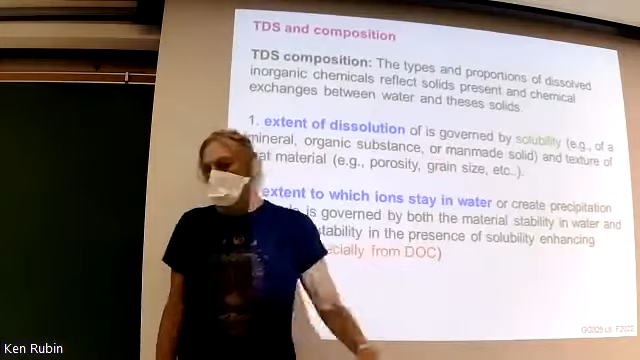 TDS and composition
TDS composition: The types and proportions of dissolved
inorganic chemicals reflect solids present and chemical
exchanges between water and theses solids.
1. extent of dissolution of is governed by solubility (e.g., of a
mineral, organic substance, or manmade solid) and texture of
that material (e.g., porosity, grain size, etc..).
extent to which ions stay in water or create precipitation
is governed by both the material stability in water and
stability in the presence of solubility enhancing
especially from DOC)
GG325 L6, F2022
Ken Rubin